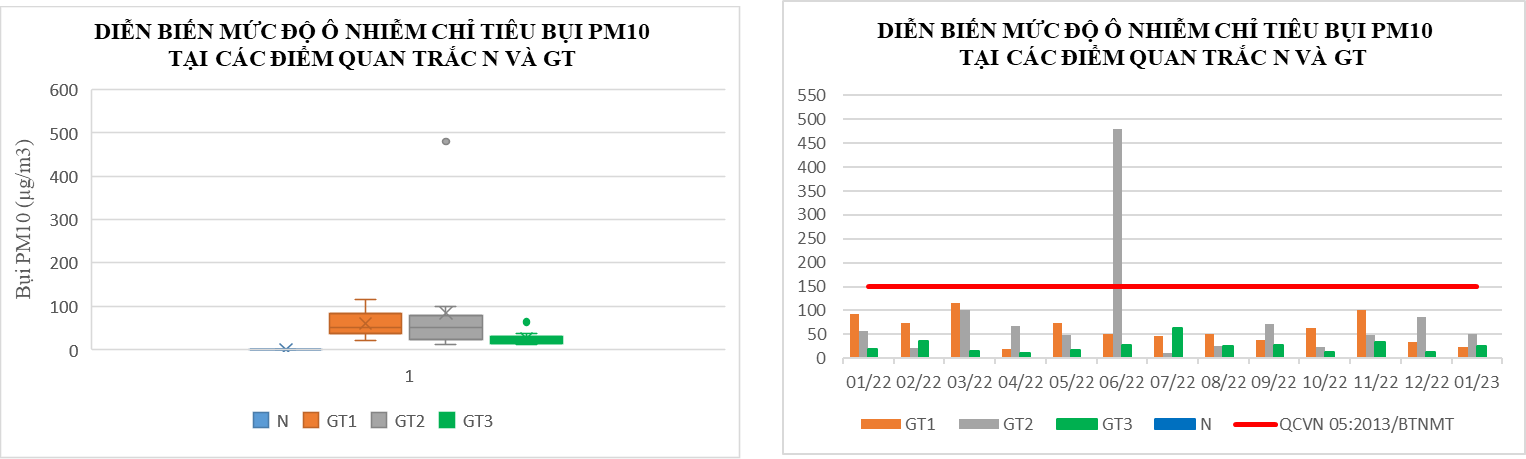 DIỄN BIẾN MỨC ĐỘ Ô NHIỄM CHỈ TIÊU BỤI PM10
TẠI CÁC ĐIỂM QUAN TRẮC N VÀ GT
Bụi PM10 (µg/m3)
600
500
400
300
200
100
0
1
N GT1 GT2 GT3
DIỄN BIẾN MỨC ĐỘ Ô NHIỄM CHỈ TIÊU BỤI PM10
TẠI CÁC ĐIỂM QUAN TRẮC N VÀ GT
550
500
450
400
350
300
250
200
150
100
50
0
01/22 02/22 03/22 04/22 05/22 06/22 07/22 08/22 09/22 10/22 11/22 12/22 01/23
GT1 GT2 GT3 N QCVN 05:2013/BTNMT